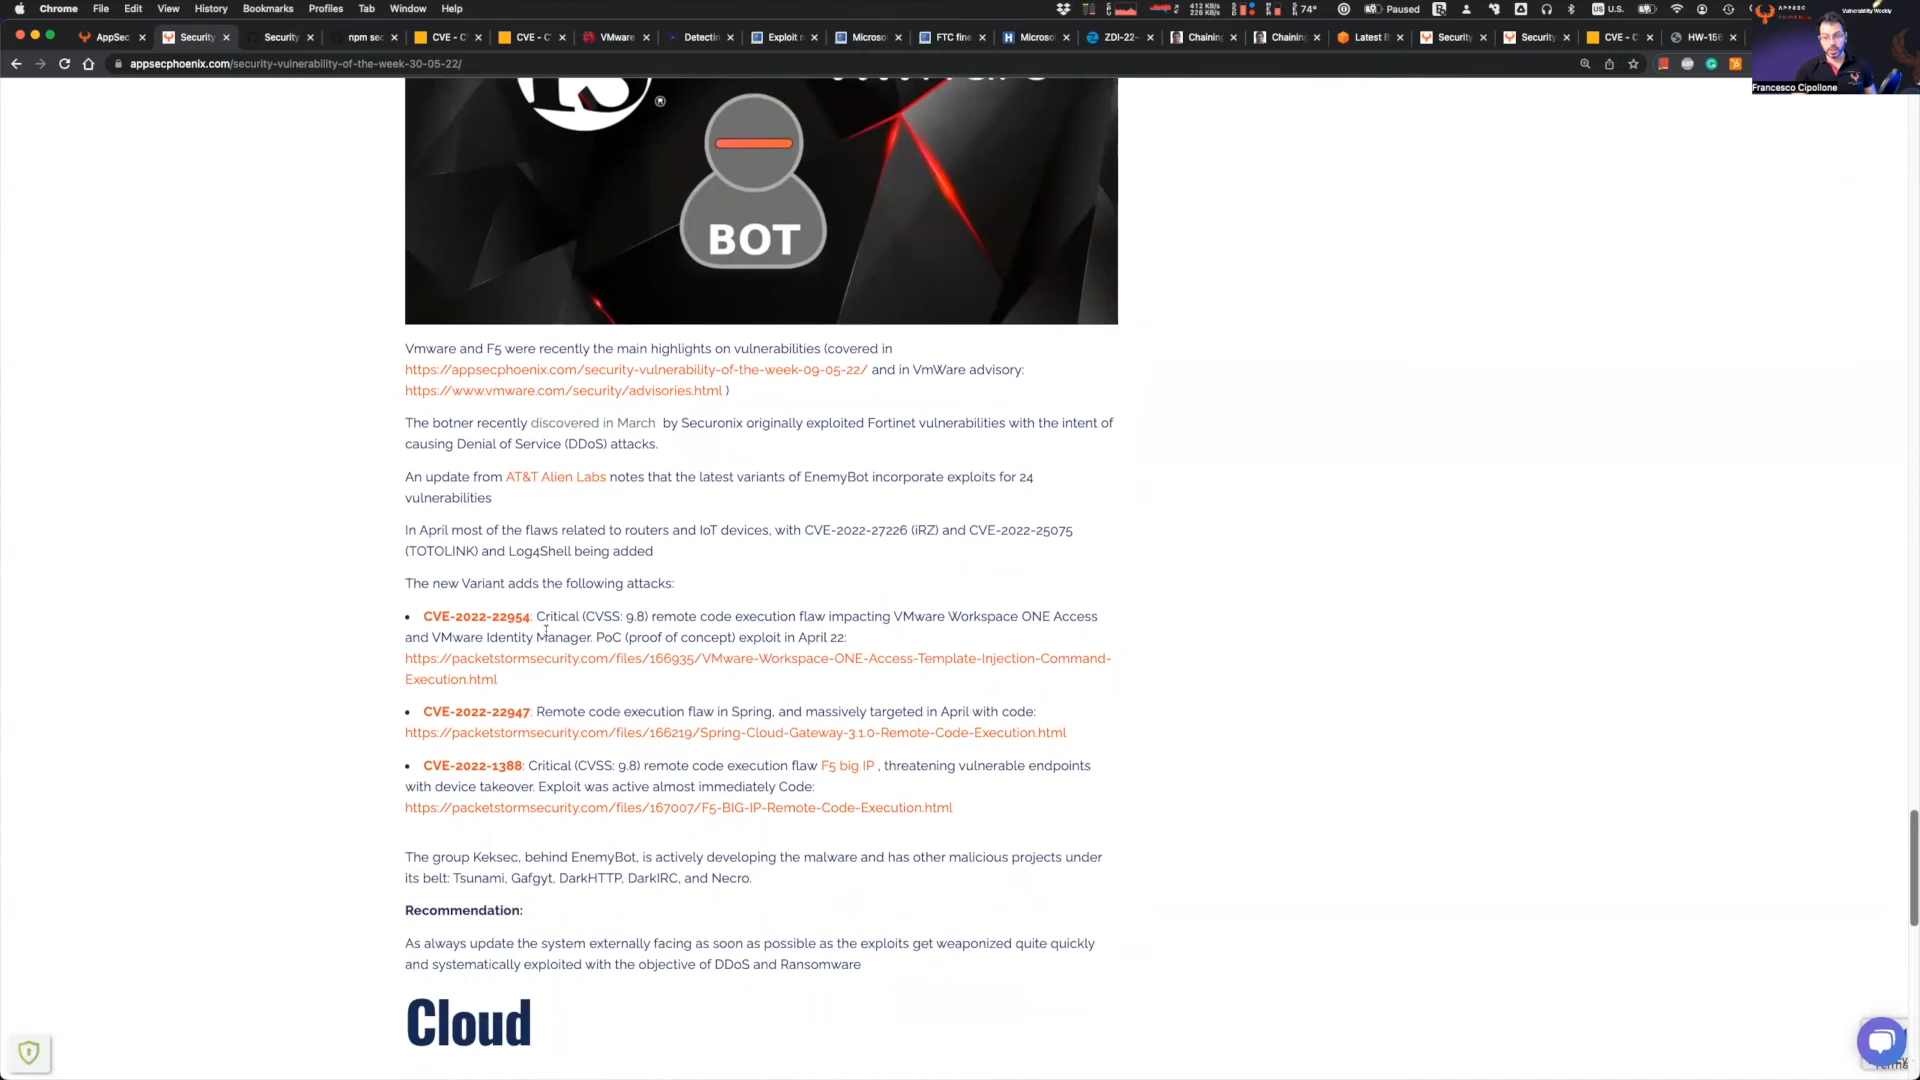 Chrome File Edit View History Bookmarks Profiles Tab Window Help
412 KB/s
226 KB/s
74° Paused U.S.
AppSec Security Security npm sec CVE - C CVE - C VMware Detectin Exploit r Microso FTC fine Microso ZDI-22- Chaining Chaining Latest E Security Security CVE - C HW-156
Vulnerability Weekly
Francesco Cipollone
appsecphoenix.com/security-vulnerability-of-the-week-30-05-22/
BOT
Vmware and F5 were recently the main highlights on vulnerabilities (covered in
https://appsecphoenix.com/security-vulnerability-of-the-week-09-05-22/ and in VmWare advisory:
https://www.vmware.com/security/advisories.html )
The botner recently discovered in March by Securonix originally exploited Fortinet vulnerabilities with the intent of
causing Denial of Service (DDoS) attacks.
An update from AT&T Alien Labs notes that the latest variants of EnemyBot incorporate exploits for 24
vulnerabilities
In April most of the flaws related to routers and IoT devices, with CVE-2022-27226 (iRZ) and CVE-2022-25075
(TOTOLINK) and Log4Shell being added
The new Variant adds the following attacks:
• CVE-2022-22954: Critical (CVSS: 9.8) remote code execution flaw impacting VMware Workspace ONE Access
and VMware Identity Manager. PoC (proof of concept) exploit in April 22:
https://packetstormsecurity.com/files/166935/VMware-Workspace-ONE-Access-Template-Injection-Command-
Execution.html
• CVE-2022-22947: Remote code execution flaw in Spring, and massively targeted in April with code:
https://packetstormsecurity.com/files/166219/Spring-Cloud-Gateway-3.1.0-Remote-Code-Execution.html
• CVE-2022-1388: Critical (CVSS: 9.8) remote code execution flaw F5 big IP , threatening vulnerable endpoints
with device takeover. Exploit was active almost immediately Code:
https://packetstormsecurity.com/files/167007/F5-BIG-IP-Remote-Code-Execution.html
The group Keksec, behind EnemyBot, is actively developing the malware and has other malicious projects under
its belt: Tsunami, Gafgyt, DarkHTTP, DarkIRC, and Necro.
Recommendation:
As always update the system externally facing as soon as possible as the exploits get weaponized quite quickly
and systematically exploited with the objective of DDoS and Ransomware
Cloud